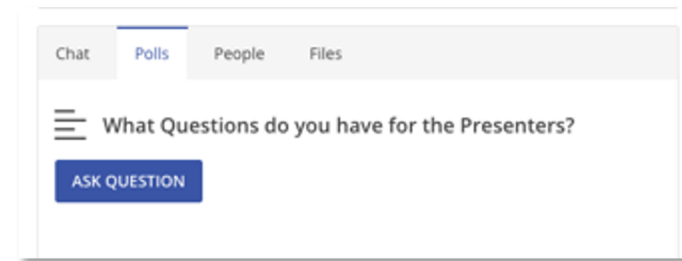 Chat Polls People Files
What Questions do you have for the Presenters?
ASK QUESTION